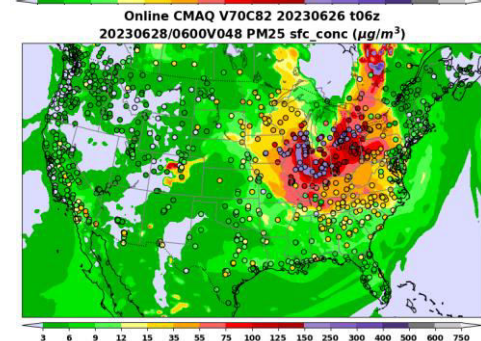 Online CMAQ V70C82 20230626 t06z
20230628/0600V048 PM25 sfc_conc (µg/m³)
3 6 9 12 15 35 55 75 100 125 150 250 300 400 500 600 750